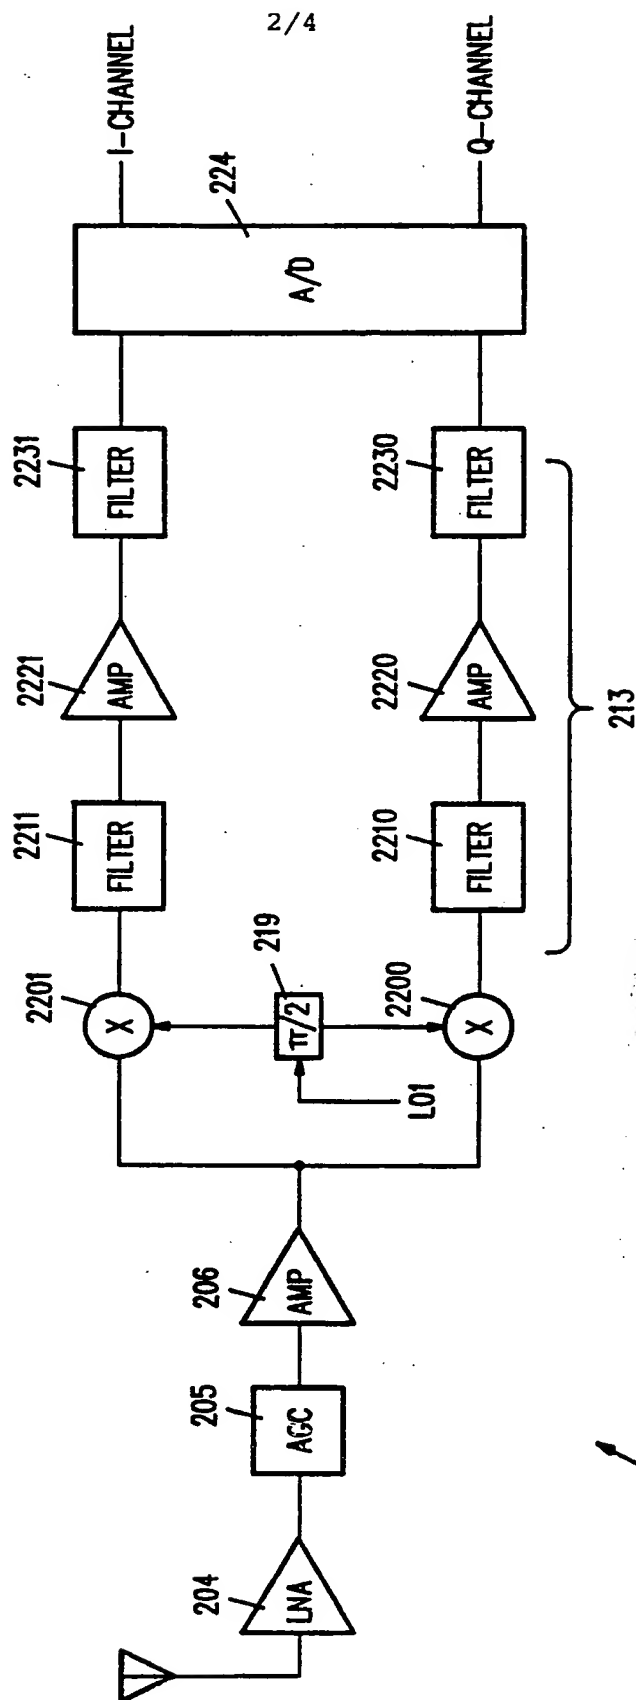 2/4
204
LNA
205
AGC
206
AMP
2201
X
219
π/2
LO1
2200
X
2211
FILTER
2221
AMP
2231
FILTER
2210
FILTER
2220
AMP
2230
FILTER
213
224
A/D
I-CHANNEL
Q-CHANNEL